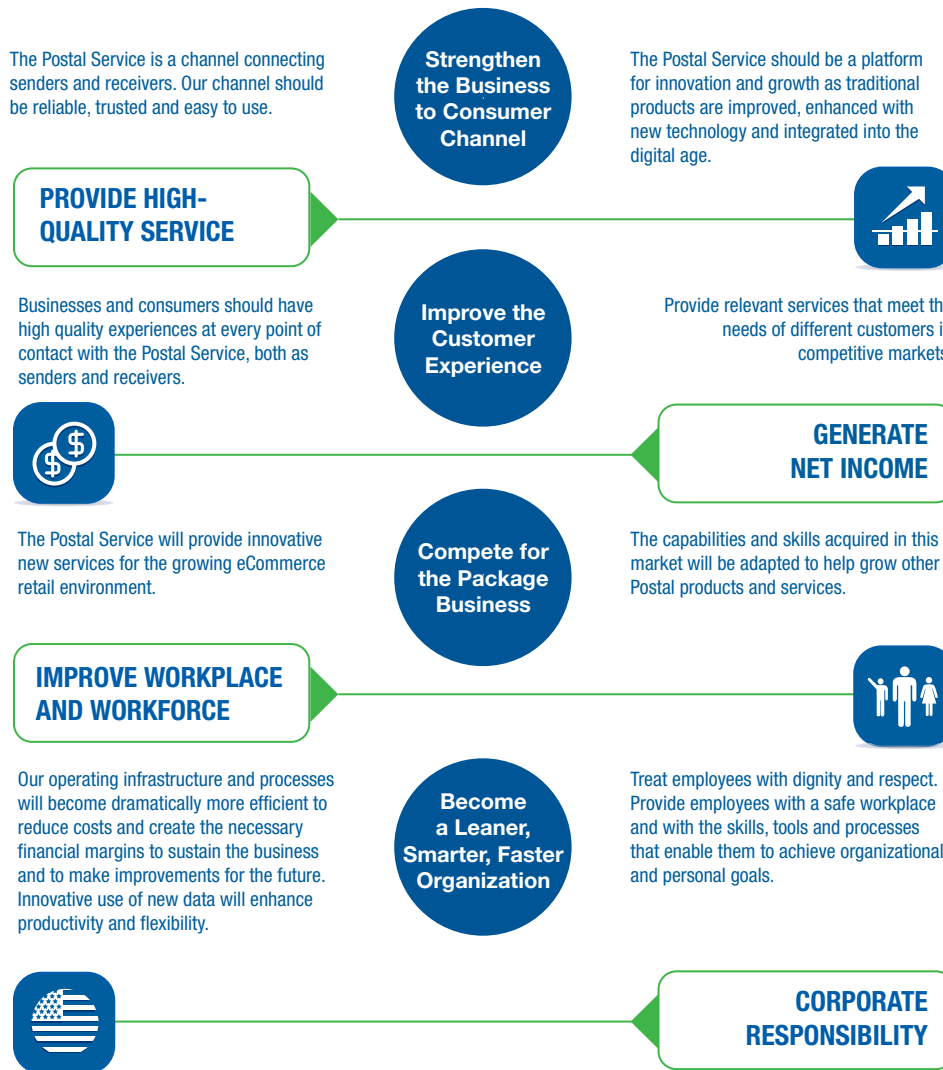 The Postal Service is a channel connecting
senders and receivers. Our channel should
be reliable, trusted and easy to use.
Strengthen
the Business
to Consumer
Channel
The Postal Service should be a platform
for innovation and growth as traditional
products are improved, enhanced with
new technology and integrated into the
digital age.
PROVIDE HIGH-
QUALITY SERVICE
Businesses and consumers should have
high quality experiences at every point of
contact with the Postal Service, both as
senders and receivers.
Improve the
Customer
Experience
Provide relevant services that meet th
needs of different customers i
competitive markets
$
$
GENERATE
NET INCOME
The Postal Service will provide innovative
new services for the growing eCommerce
retail environment.
Compete for
the Package
Business
The capabilities and skills acquired in this
market will be adapted to help grow other
Postal products and services.
IMPROVE WORKPLACE
AND WORKFORCE
Our operating infrastructure and processes
will become dramatically more efficient to
reduce costs and create the necessary
financial margins to sustain the business
and to make improvements for the future.
Innovative use of new data will enhance
productivity and flexibility.
Become
a Leaner,
Smarter, Faster
Organization
Treat employees with dignity and respect.
Provide employees with a safe workplace
and with the skills, tools and processes
that enable them to achieve organizational
and personal goals.
CORPORATE
RESPONSIBILITY